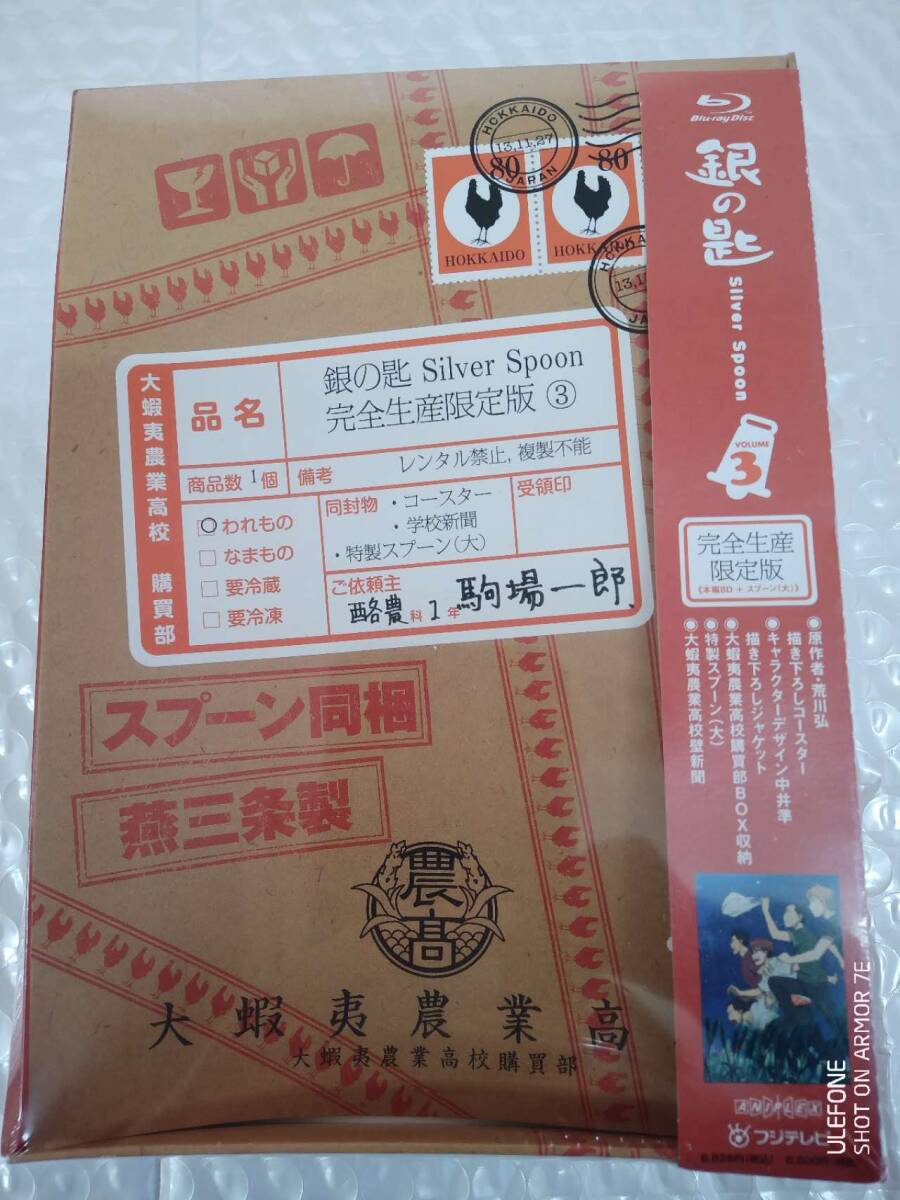 HOKKAIDO
13.11.27
JAPAN
80
80
HOKKAIDO
HOKKAIDO
13.11
大蝦夷農業高校 購買部
品名
銀の匙 Silver Spoon
完全生産限定版 ③
商品数 1個
備考
レンタル禁止, 複製不能
われもの
なまもの
要冷蔵
要冷凍
同封物 ・コースター
・学校新聞
・特製スプーン(大)
受領印
ご依頼主
酪農科1年 駒場一郎
スプーン同梱
燕三条製
農高
大蝦夷農業高
大蝦夷農業高校購買部
Blu-ray Disc
銀の匙
Silver Spoon
VOLUME
3
完全生産
限定版
《本編BD + スプーン(大)》
●原作者・荒川弘
描き下ろしコースター
●キャラクターデザイン中井準
描き下ろしジャケット
●大蝦夷農業高校購買部BOX収納
●特製スプーン(大)
●大蝦夷農業高校壁新聞
ANIPLEX
フジテレビ
ULEFONE
SHOT ON ARMOR 7E